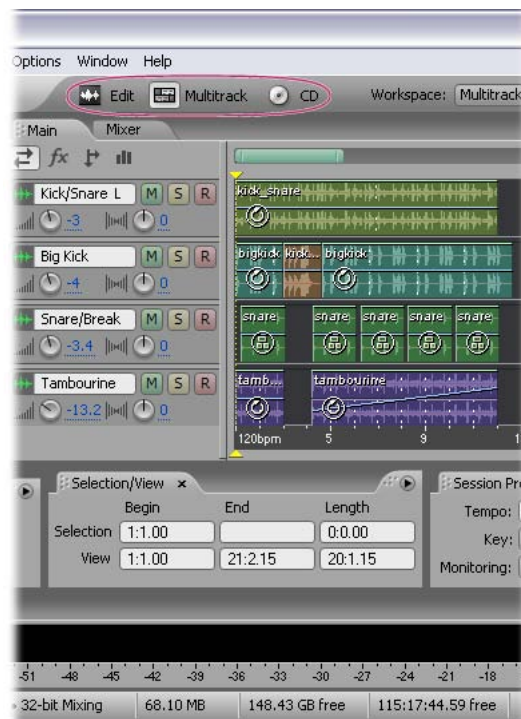 Options Window Help
Edit Multitrack CD Workspace: Multitrack
Main Mixer
fx
Kick/Snare L M S R kick_snare
-3 0
Big Kick M S R bigkick kick... bigkick
-4 0
Snare/Break M S R snare snare snare snare snare
-3.4 0
Tambourine M S R tamb... tambourine
-13.2 0
120bpm 5 9 1
Selection/View x Session Pr
Begin End Length Tempo:
Selection 1:1.00 0:0.00 Key:
View 1:1.00 21:2.15 20:1.15 Monitoring:
-51 -48 -45 -42 -39 -36 -33 -30 -27 -24 -21 -18
32-bit Mixing 68.10 MB 148.43 GB free 115:17:44.59 free